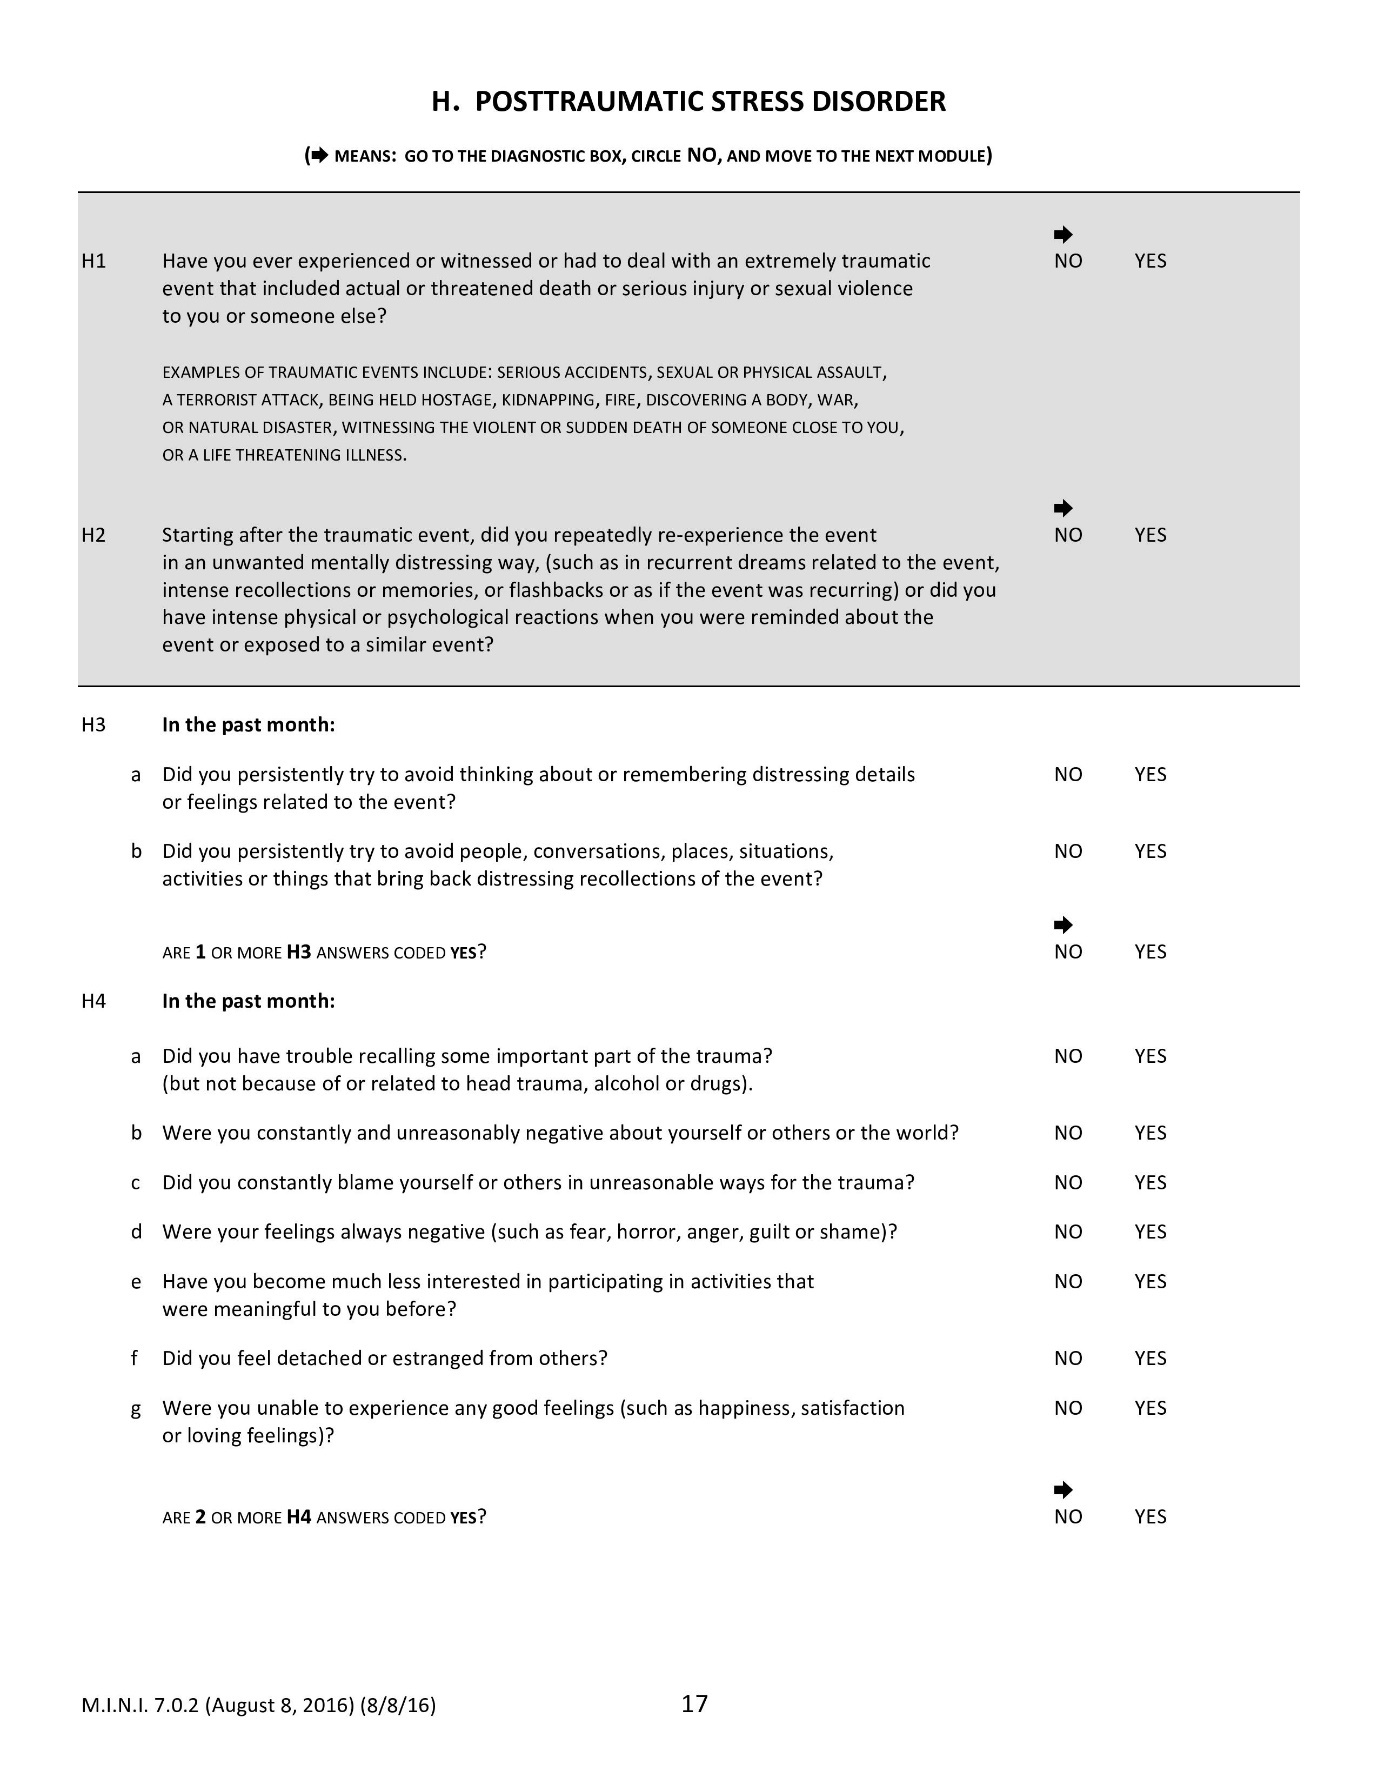 H. POSTTRAUMATIC STRESS DISORDER
(➡ MEANS: GO TO THE DIAGNOSTIC BOX, CIRCLE NO, AND MOVE TO THE NEXT MODULE)
➡
H1 Have you ever experienced or witnessed or had to deal with an extremely traumatic NO YES
event that included actual or threatened death or serious injury or sexual violence
to you or someone else?
EXAMPLES OF TRAUMATIC EVENTS INCLUDE: SERIOUS ACCIDENTS, SEXUAL OR PHYSICAL ASSAULT,
A TERRORIST ATTACK, BEING HELD HOSTAGE, KIDNAPPING, FIRE, DISCOVERING A BODY, WAR,
OR NATURAL DISASTER, WITNESSING THE VIOLENT OR SUDDEN DEATH OF SOMEONE CLOSE TO YOU,
OR A LIFE THREATENING ILLNESS.
➡
H2 Starting after the traumatic event, did you repeatedly re-experience the event NO YES
in an unwanted mentally distressing way, (such as in recurrent dreams related to the event,
intense recollections or memories, or flashbacks or as if the event was recurring) or did you
have intense physical or psychological reactions when you were reminded about the
event or exposed to a similar event?
H3 In the past month:
a Did you persistently try to avoid thinking about or remembering distressing details NO YES
or feelings related to the event?
b Did you persistently try to avoid people, conversations, places, situations, NO YES
activities or things that bring back distressing recollections of the event?
➡
ARE 1 OR MORE H3 ANSWERS CODED YES? NO YES
H4 In the past month:
a Did you have trouble recalling some important part of the trauma? NO YES
(but not because of or related to head trauma, alcohol or drugs).
b Were you constantly and unreasonably negative about yourself or others or the world? NO YES
c Did you constantly blame yourself or others in unreasonable ways for the trauma? NO YES
d Were your feelings always negative (such as fear, horror, anger, guilt or shame)? NO YES
e Have you become much less interested in participating in activities that NO YES
were meaningful to you before?
f Did you feel detached or estranged from others? NO YES
g Were you unable to experience any good feelings (such as happiness, satisfaction NO YES
or loving feelings)?
➡
ARE 2 OR MORE H4 ANSWERS CODED YES? NO YES
M.I.N.I. 7.0.2 (August 8, 2016) (8/8/16) 17